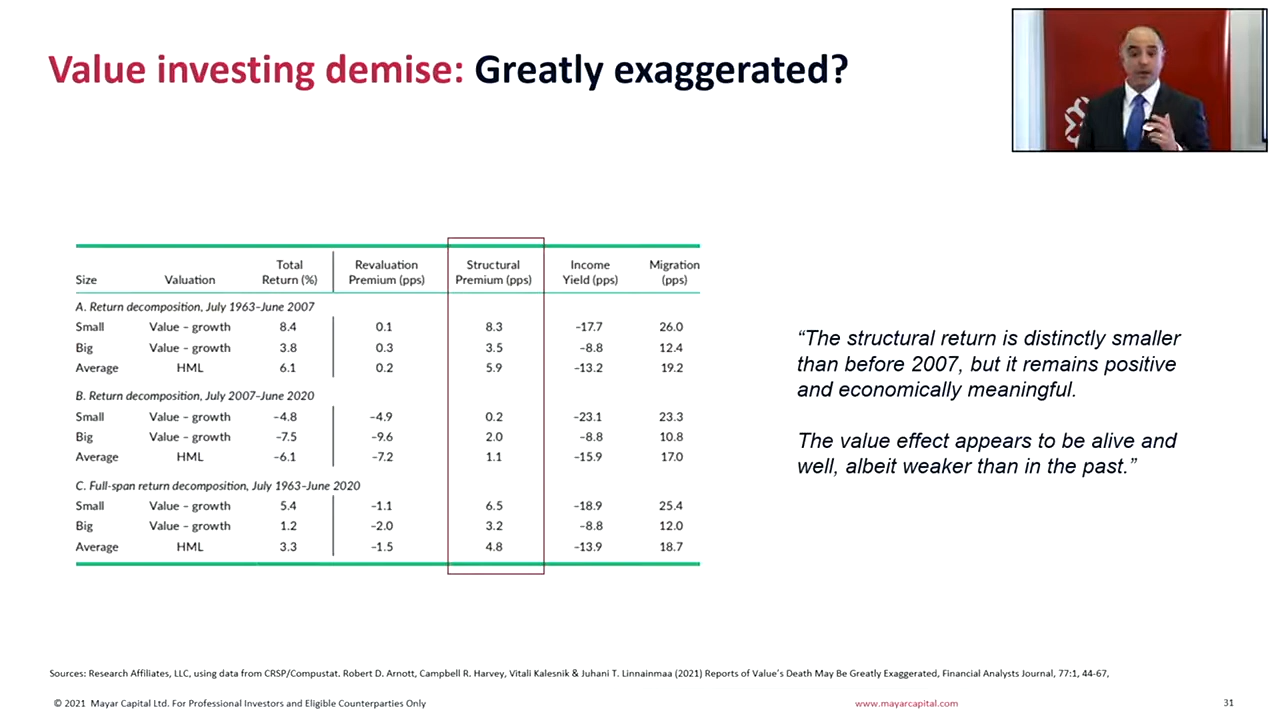 Value investing demise: Greatly exaggerated?
Size Valuation Total Return (%) Revaluation Premium (pps) Structural Premium (pps) Income Yield (pps) Migration (pps)
A. Return decomposition, July 1963–June 2007
Small Value – growth 8.4 0.1 8.3 –17.7 26.0
Big Value – growth 3.8 0.3 3.5 –8.8 12.4
Average HML 6.1 0.2 5.9 –13.2 19.2
B. Return decomposition, July 2007–June 2020
Small Value – growth –4.8 –4.9 0.2 –23.1 23.3
Big Value – growth –7.5 –9.6 2.0 –8.8 10.8
Average HML –6.1 –7.2 1.1 –15.9 17.0
C. Full-span return decomposition, July 1963–June 2020
Small Value – growth 5.4 –1.1 6.5 –18.9 25.4
Big Value – growth 1.2 –2.0 3.2 –8.8 12.0
Average HML 3.3 –1.5 4.8 –13.9 18.7
“The structural return is distinctly smaller
than before 2007, but it remains positive
and economically meaningful.
The value effect appears to be alive and
well, albeit weaker than in the past.”
Sources: Research Affiliates, LLC, using data from CRSP/Compustat. Robert D. Arnott, Campbell R. Harvey, Vitali Kalesnik & Juhani T. Linnainmaa (2021) Reports of Value’s Death May Be Greatly Exaggerated, Financial Analysts Journal, 77:1, 44-67,
© 2021 Mayar Capital Ltd. For Professional Investors and Eligible Counterparties Only
www.mayarcapital.com
31